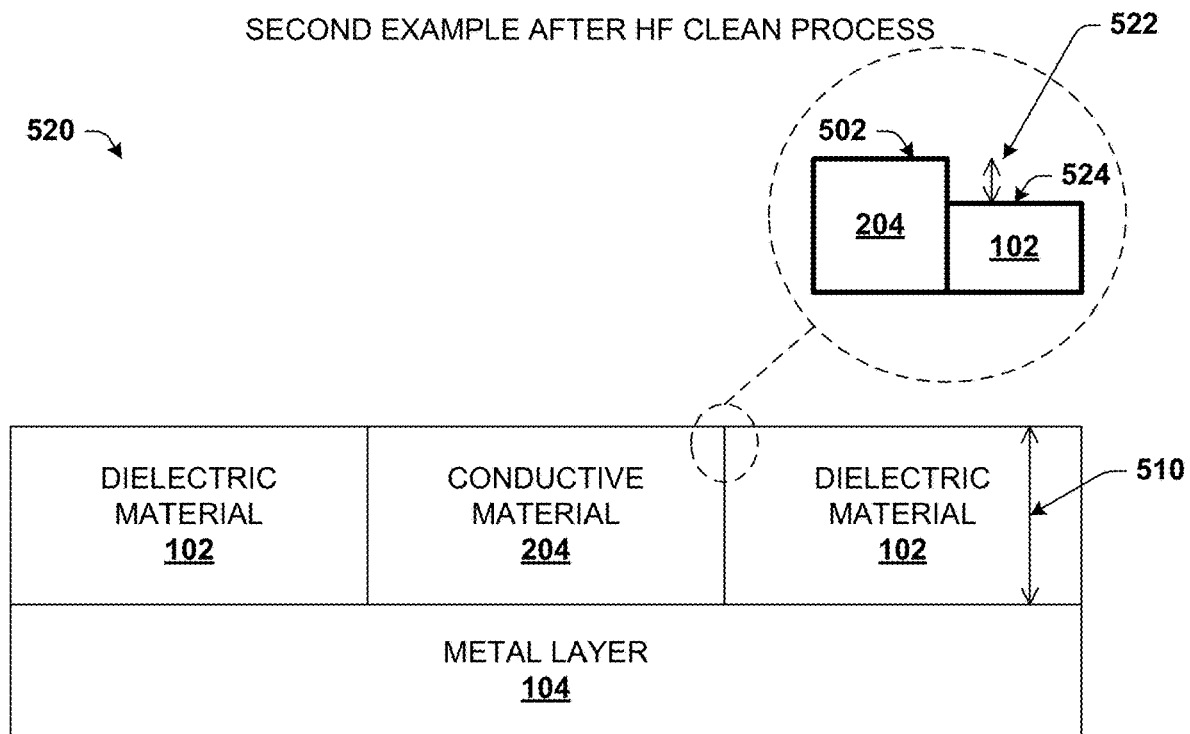 SECOND EXAMPLE AFTER HF CLEAN PROCESS
522
520
502
524
204
102
DIELECTRIC
MATERIAL
102
CONDUCTIVE
MATERIAL
204
DIELECTRIC
MATERIAL
102
510
METAL LAYER
104